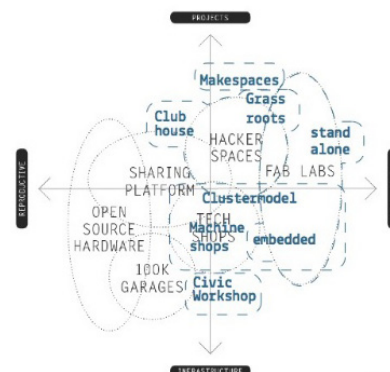 PROJECTS
Makespaces
Grass
roots
Club
house
HACKER
SPACES
stand
alone
FAB LABS
SHARING
PLATFORM
REPRODUCTIVE
Clustermodel
OPEN
SOURCE
HARDWARE
TECH
SHOPS
Machine
shops
embedded
100K
GARAGES
Civic
Workshop
INFRASTRUCTURE